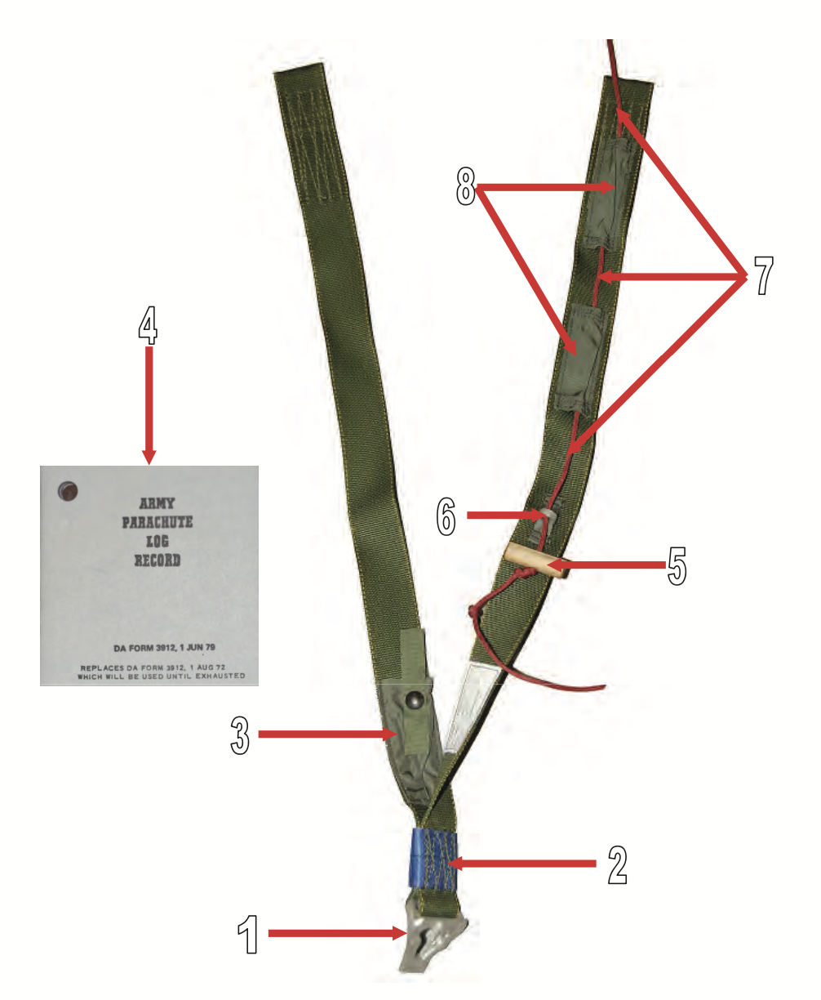 8
7
4
ARMY
PARACHUTE
LOG
RECORD
DA FORM 3912, 1 JUN 79
REPLACES DA FORM 3912, 1 AUG 72
WHICH WILL BE USED UNTIL EXHAUSTED
6
5
3
2
1